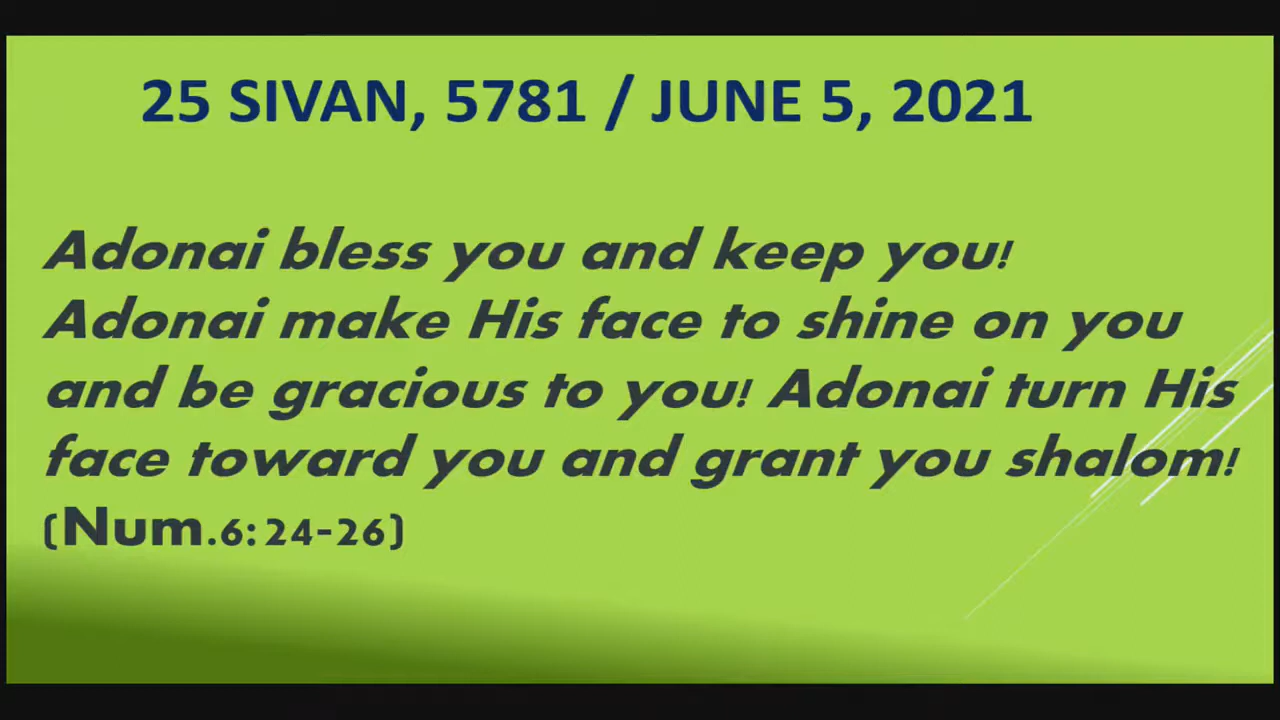 25 SIVAN, 5781 / JUNE 5, 2021
Adonai bless you and keep you!
Adonai make His face to shine on you
and be gracious to you! Adonai turn His
face toward you and grant you shalom!
(Num.6:24-26)